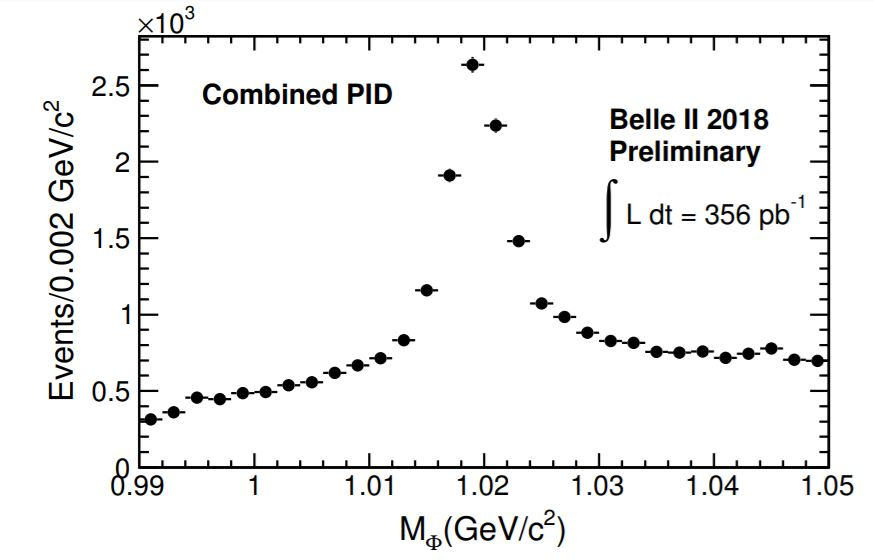 ×10³
Combined PID
Belle II 2018
Preliminary
∫ L dt = 356 pb⁻¹
Events/0.002 GeV/c²
2.5
2
1.5
1
0.5
0
0.99 1 1.01 1.02 1.03 1.04 1.05
M_Φ(GeV/c²)